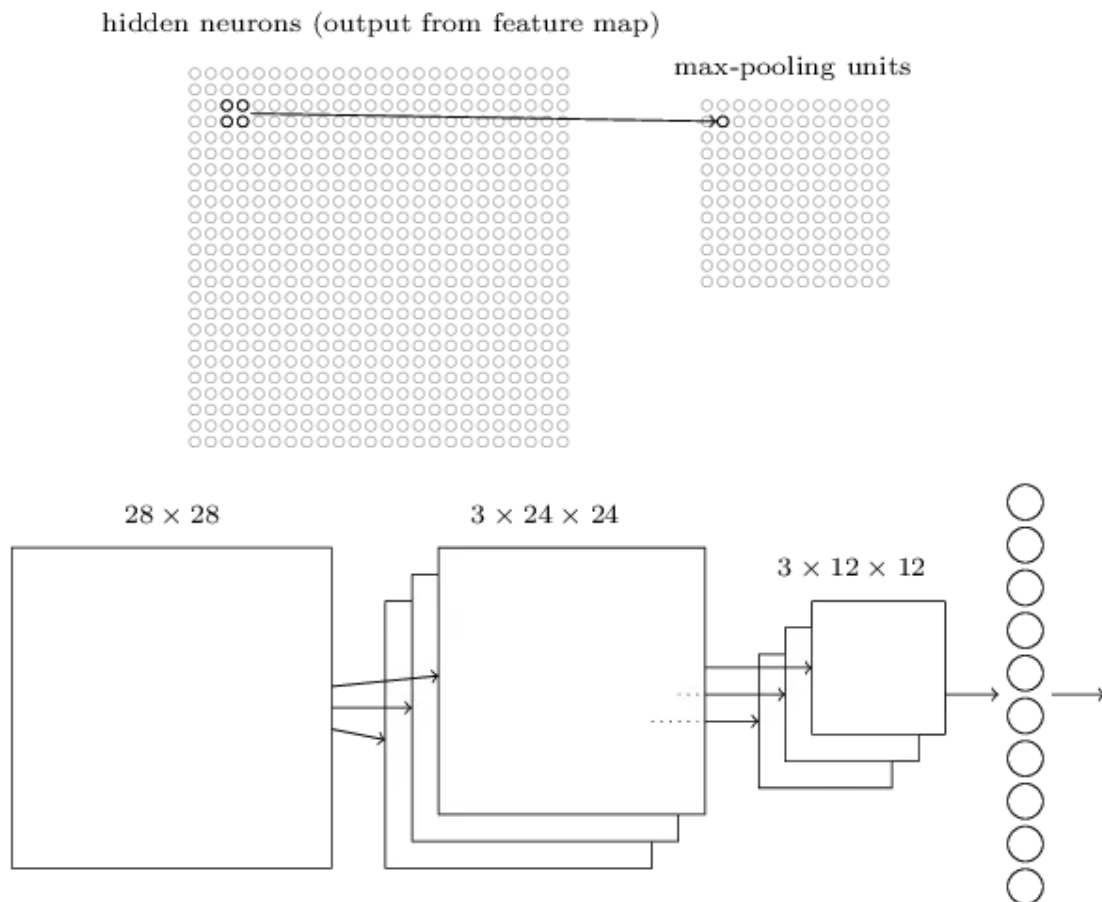 hidden neurons (output from feature map)
max-pooling units
28 × 28
3 × 24 × 24
3 × 12 × 12